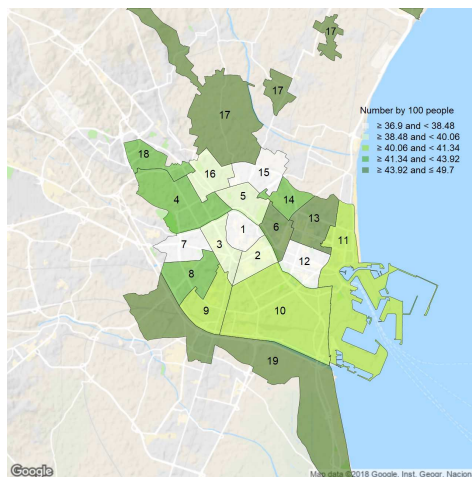 17
17
17
Number by 100 people
≥ 36.9 and < 38.48
≥ 38.48 and < 40.06
≥ 40.06 and < 41.34
≥ 41.34 and < 43.92
≥ 43.92 and ≤ 49.7
18
16
15
4
5
14
13
6
1
11
7
3
2
12
8
9
10
19
Google
Map data ©2018 Google, Inst. Geogr. Nacion